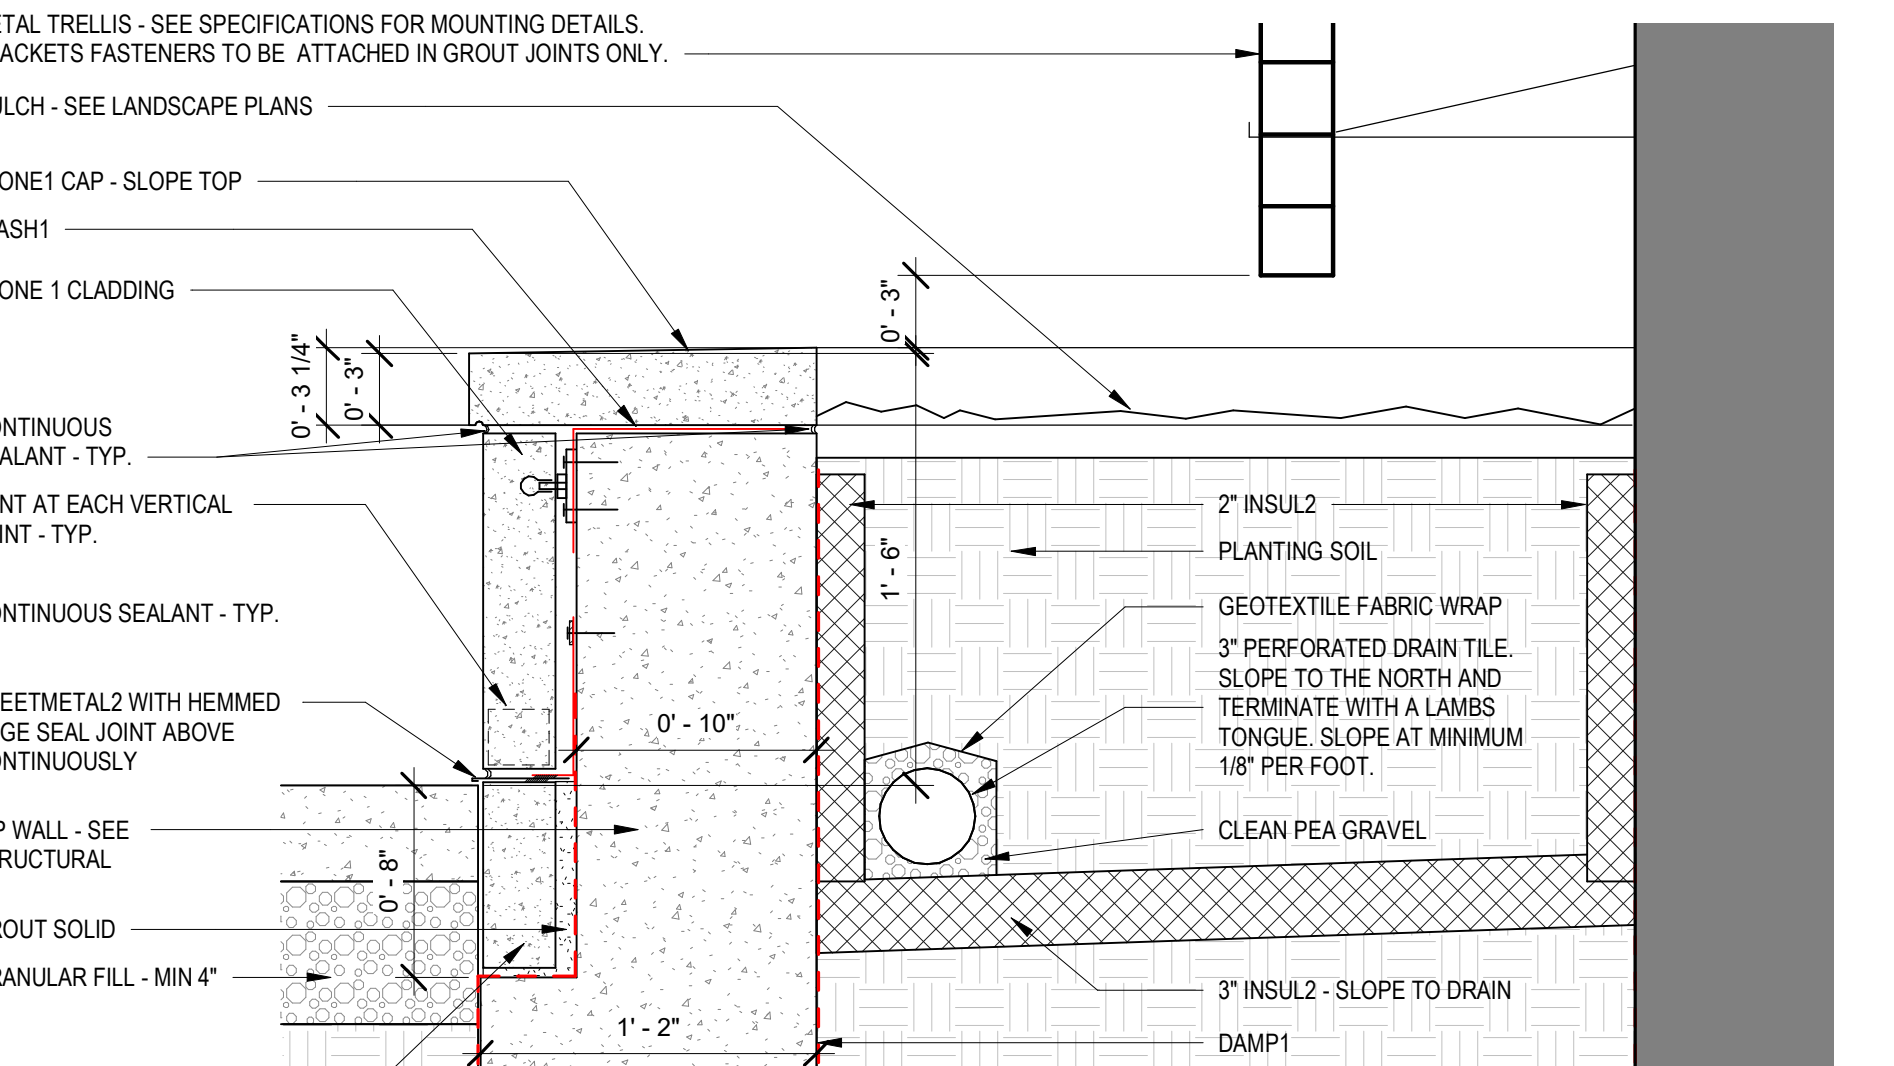 ETAL TRELLIS - SEE SPECIFICATIONS FOR MOUNTING DETAILS.
ACKETS FASTENERS TO BE ATTACHED IN GROUT JOINTS ONLY.
ULCH - SEE LANDSCAPE PLANS
ONE1 CAP - SLOPE TOP
ASH1
ONE 1 CLADDING
0' - 3"
0' - 3 1/4"
0' - 3"
ONTINUOUS
EALANT - TYP.
ENT AT EACH VERTICAL
INT - TYP.
ONTINUOUS SEALANT - TYP.
EETMETAL2 WITH HEMMED
GE SEAL JOINT ABOVE
ONTINUOUSLY
P WALL - SEE
RUCTURAL
ROUT SOLID
RANULAR FILL - MIN 4"
0' - 8"
0' - 10"
1' - 2"
1' - 6"
2" INSUL2
PLANTING SOIL
GEOTEXTILE FABRIC WRAP
3" PERFORATED DRAIN TILE.
SLOPE TO THE NORTH AND
TERMINATE WITH A LAMBS
TONGUE. SLOPE AT MINIMUM
1/8" PER FOOT.
CLEAN PEA GRAVEL
3" INSUL2 - SLOPE TO DRAIN
DAMP1